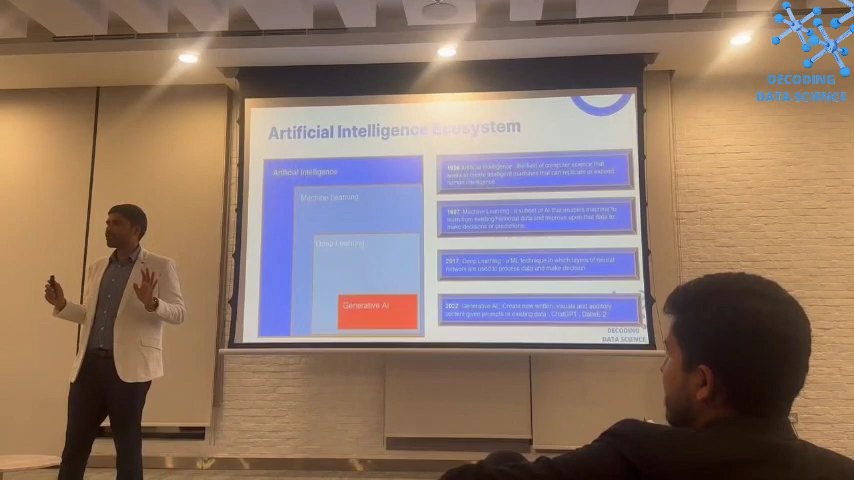 DECODING
DATA SCIENCE
Artificial Intelligence Ecosystem
Artificial Intelligence
Machine Learning
Deep Learning
Generative AI
1956 Artificial Intelligence - the field of computer science that
seeks to create intelligent machines that can replicate or exceed
human intelligence
1997 Machine Learning - a subset of AI that enables machine to
learn from existing/historical data and improve upon that data to
make decisions or predictions
2017 Deep Learning - a ML technique in which layers of neural
network are used to process data and make decision
2022 Generative AI Create new written, visuals and auditory
content given prompts or existing data. ChatGPT
DECODING
DATA SCIENCE